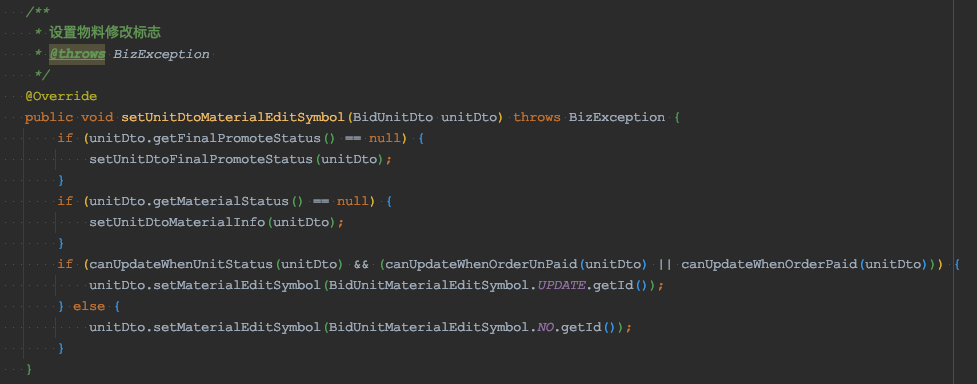 /**
 * 设置物料修改标志
 * @throws BizException
 */
@Override
public void setUnitDtoMaterialEditSymbol(BidUnitDto unitDto) throws BizException {
    if (unitDto.getFinalPromoteStatus() == null) {
        setUnitDtoFinalPromoteStatus(unitDto);
    }
    if (unitDto.getMaterialStatus() == null) {
        setUnitDtoMaterialInfo(unitDto);
    }
    if (canUpdateWhenUnitStatus(unitDto) && (canUpdateWhenOrderUnPaid(unitDto) || canUpdateWhenOrderPaid(unitDto))) {
        unitDto.setMaterialEditSymbol(BidUnitMaterialEditSymbol.UPDATE.getId());
    } else {
        unitDto.setMaterialEditSymbol(BidUnitMaterialEditSymbol.NO.getId());
    }
}